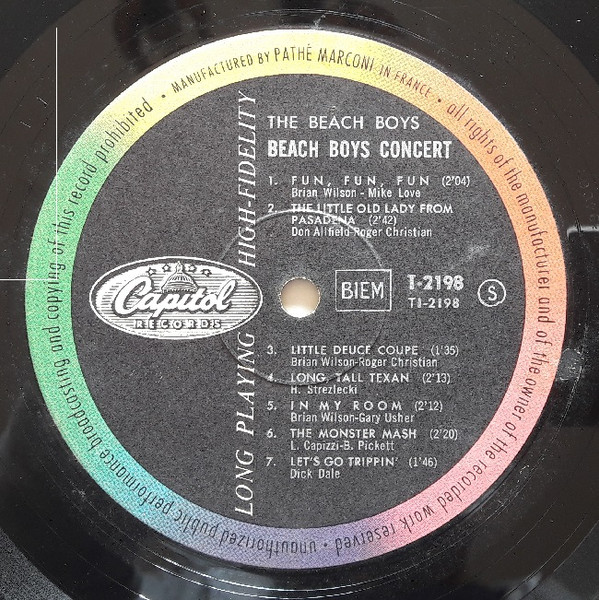 MANUFACTURED BY PATHÉ MARCONI IN FRANCE • all rights of the manufacturer and of the owner of the recorded work reserved • unauthorized public performance broadcasting and copying of this record prohibited •
LONG PLAYING HIGH-FIDELITY
Capitol
RECORDS
THE BEACH BOYS
BEACH BOYS CONCERT
1. FUN, FUN, FUN (2'04)
Brian Wilson - Mike Love
2. THE LITTLE OLD LADY FROM
PASADENA (2'42)
Don Altfield-Roger Christian
BIEM
T-2198
T1-2198
S
3. LITTLE DEUCE COUPE (1'35)
Brian Wilson-Roger Christian
4. LONG, TALL TEXAN (2'13)
H. Strezlecki
5. IN MY ROOM (2'12)
Brian Wilson-Gary Usher
6. THE MONSTER MASH (2'20)
L. Capizzi-B. Pickett
7. LET'S GO TRIPPIN' (1'46)
Dick Dale